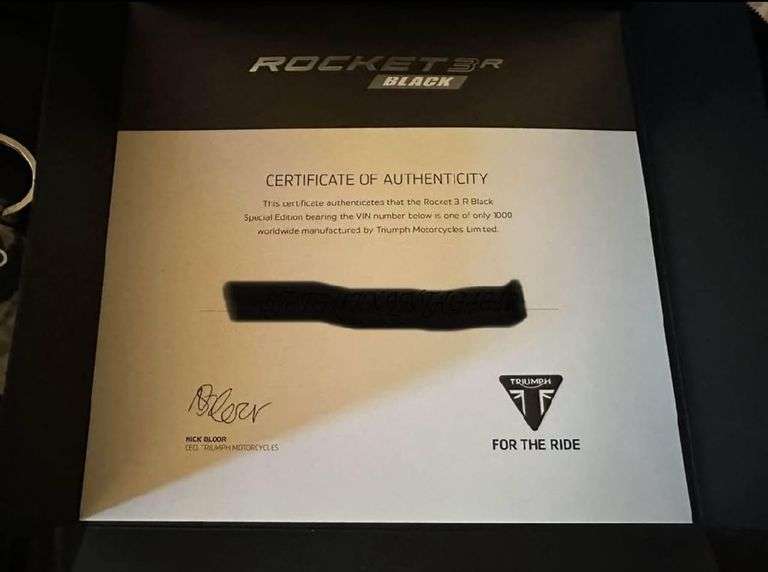 ROCKET 3 R
BLACK
CERTIFICATE OF AUTHENTICITY
This certificate authenticates that the Rocket 3 R Black
Special Edition bearing the VIN number below is one of only 1000
worldwide manufactured by Triumph Motorcycles Limited.
NICK BLOOR
CEO, TRIUMPH MOTORCYCLES
TRIUMPH
FOR THE RIDE